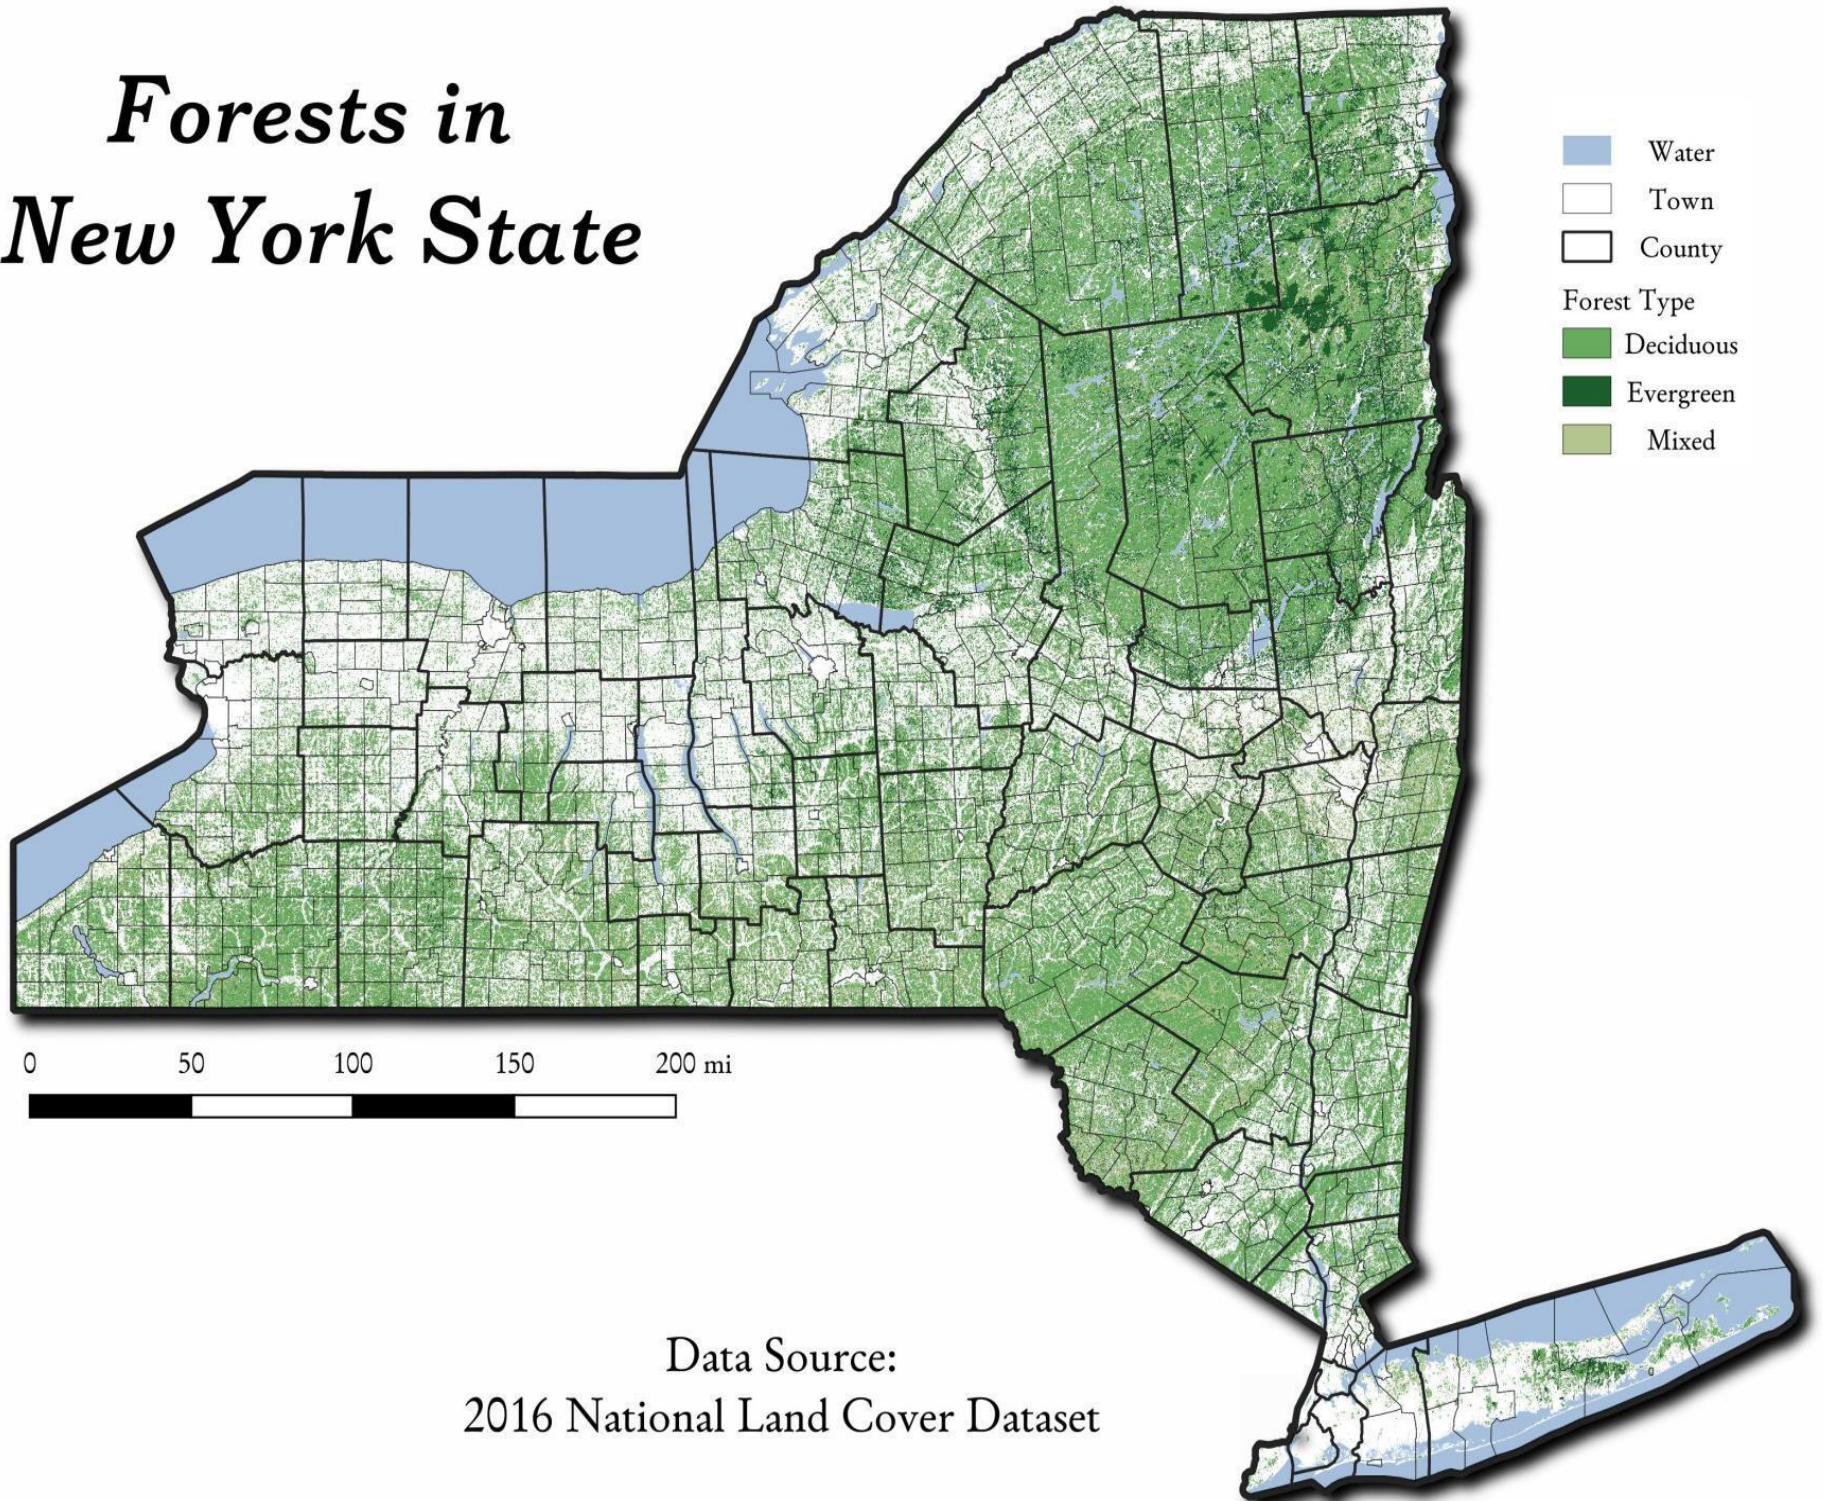 Forests in
New York State
Water
Town
County
Forest Type
Deciduous
Evergreen
Mixed
0 50 100 150 200 mi
Data Source:
2016 National Land Cover Dataset